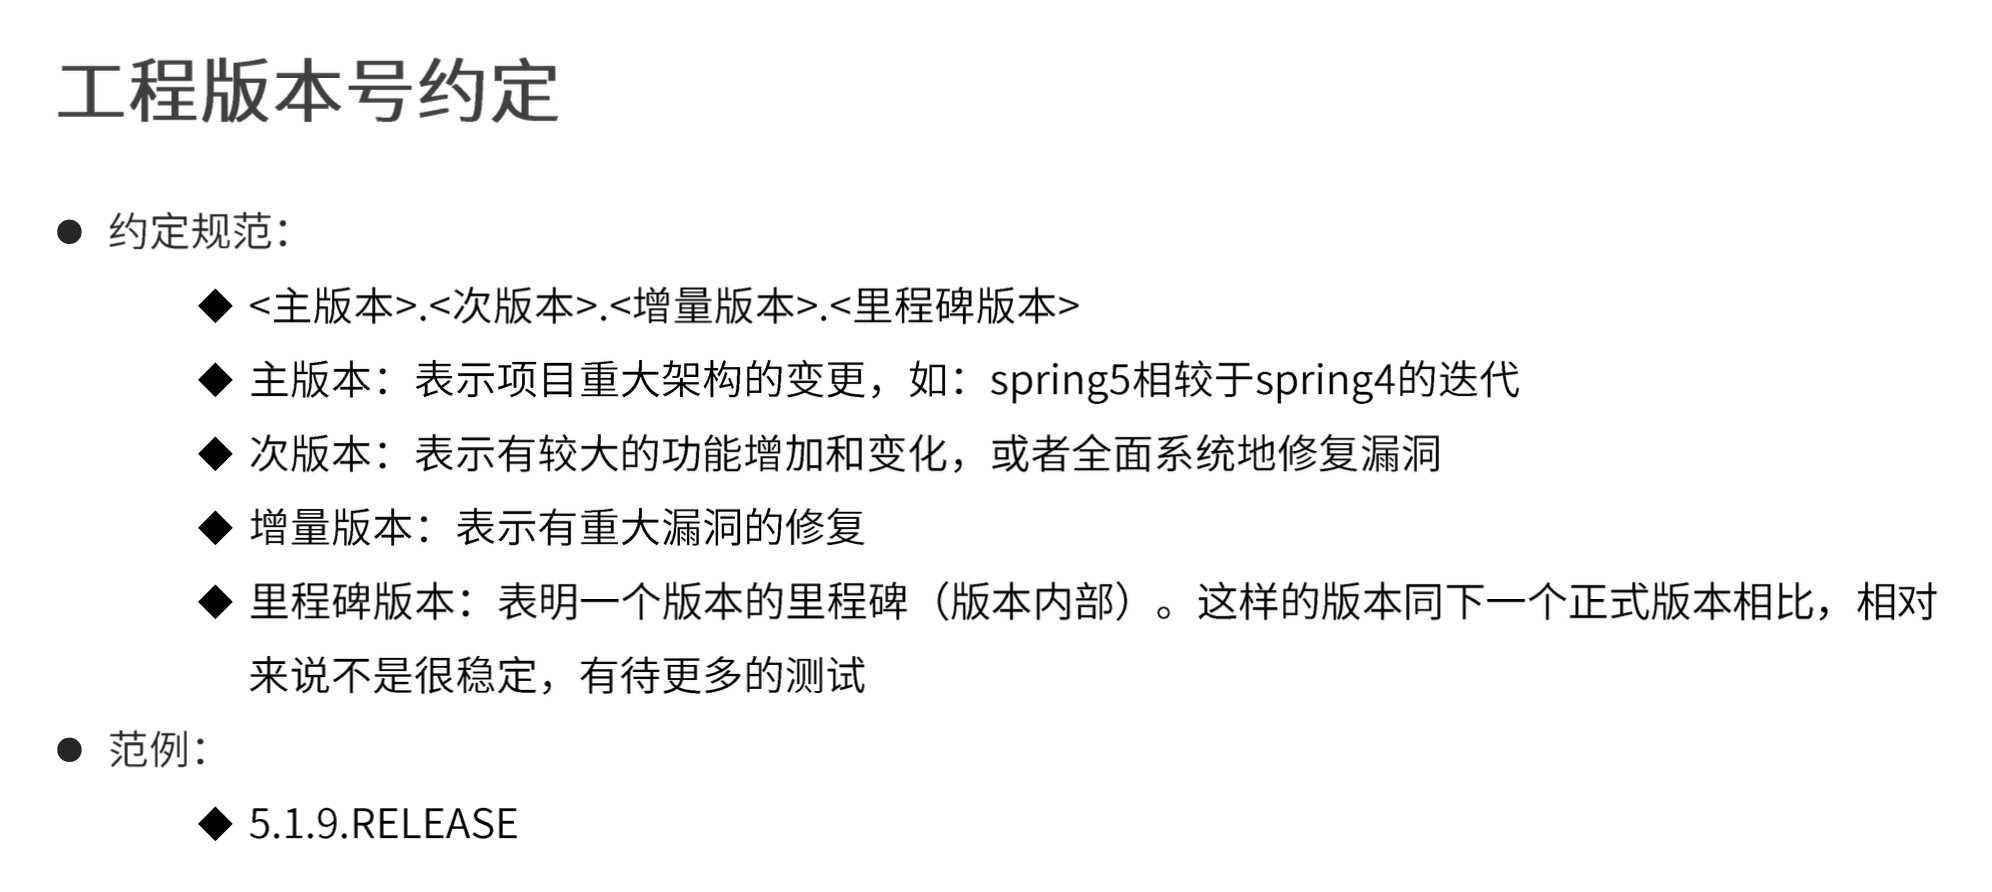 工程版本号约定
● 约定规范：
◆ <主版本>.<次版本>.<增量版本>.<里程碑版本>
◆ 主版本：表示项目重大架构的变更，如：spring5相较于spring4的迭代
◆ 次版本：表示有较大的功能增加和变化，或者全面系统地修复漏洞
◆ 增量版本：表示有重大漏洞的修复
◆ 里程碑版本：表明一个版本的里程碑（版本内部）。这样的版本同下一个正式版本相比，相对
来说不是很稳定，有待更多的测试
● 范例：
◆ 5.1.9.RELEASE